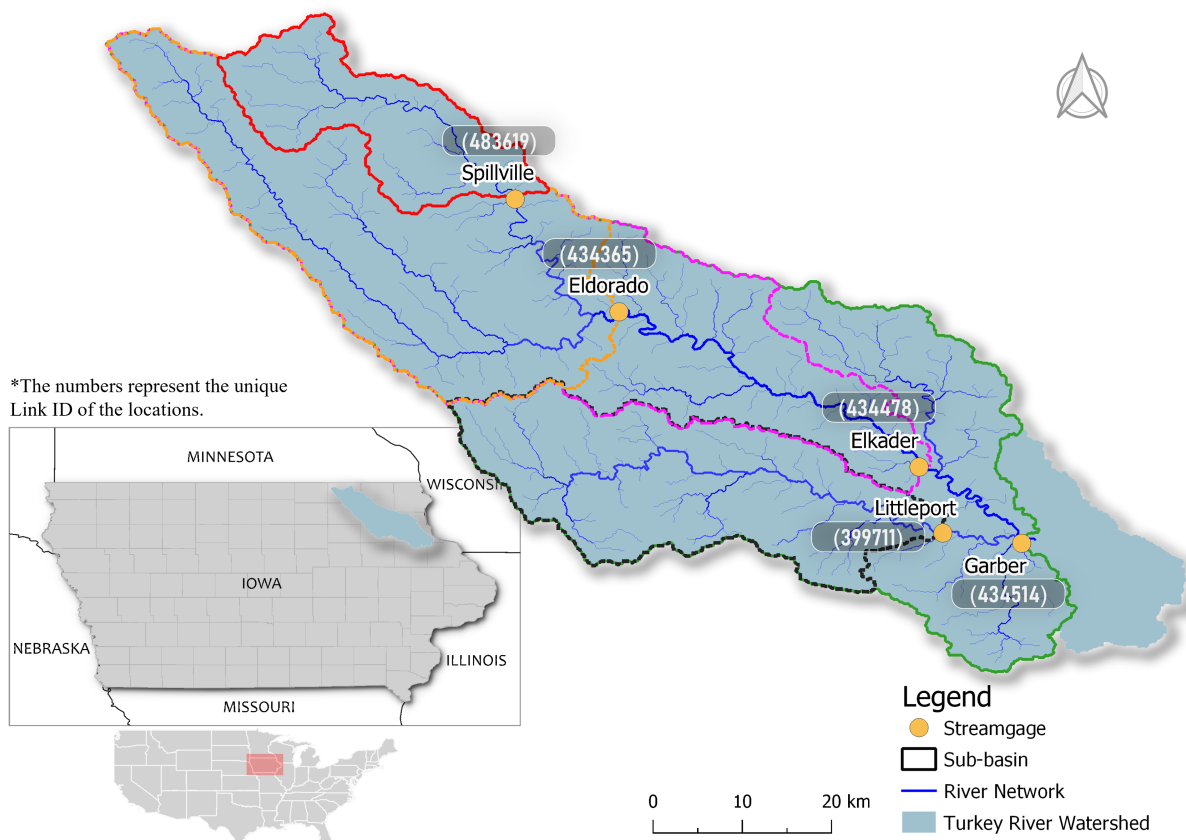 (483619)
Spillville
(434365)
Eldorado
*The numbers represent the unique
Link ID of the locations.
(434478)
Elkader
MINNESOTA
WISCONSIN
Littleport
(399711)
Garber
(434514)
IOWA
NEBRASKA
ILLINOIS
MISSOURI
Legend
Streamgage
Sub-basin
River Network
Turkey River Watershed
0 10 20 km